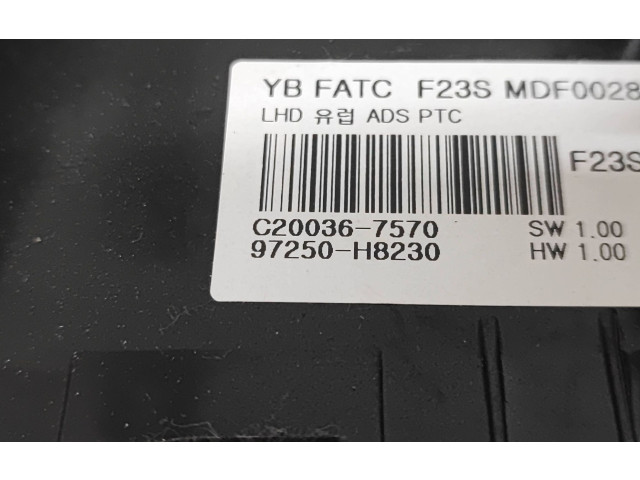 YB FATC F23S MDF0028
LHD 유럽 ADS PTC
F23S
C20036-7570 SW 1.00
97250-H8230 HW 1.00